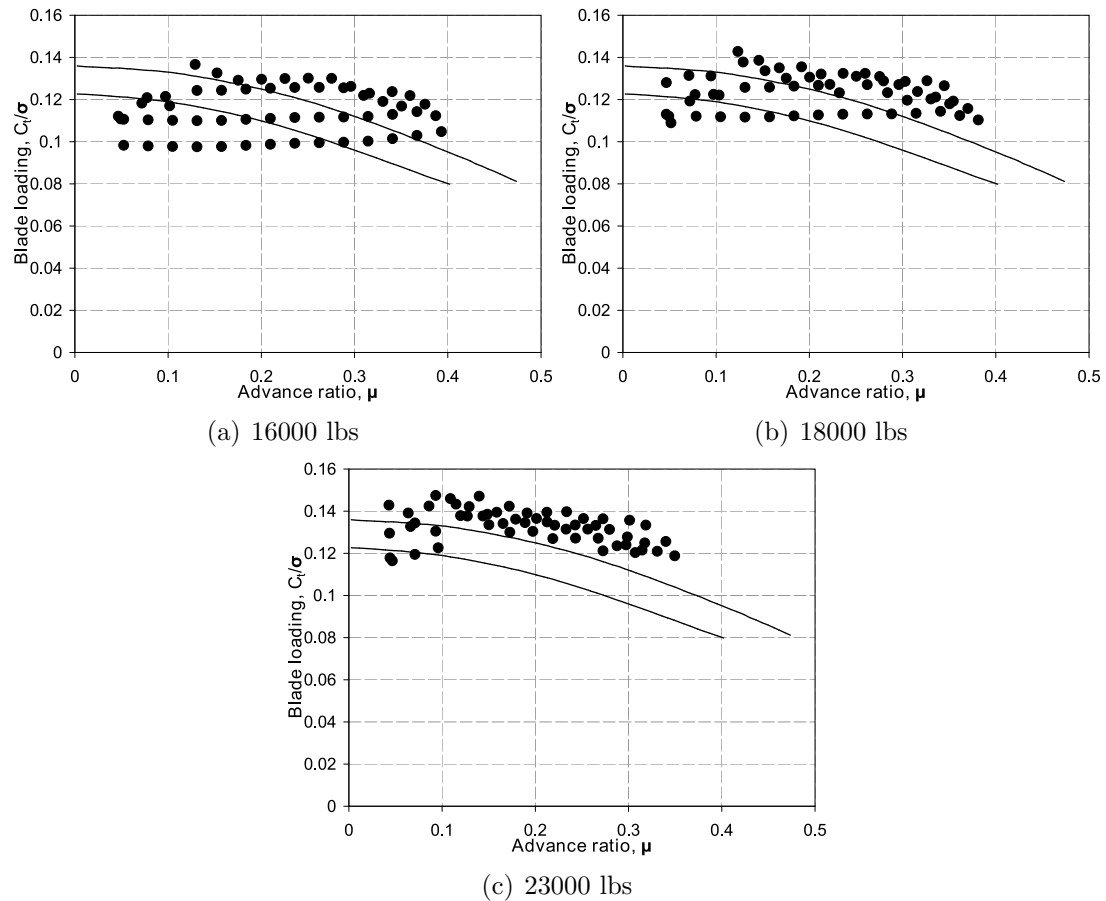 0.16
0.14
0.12
0.1
0.08
0.06
0.04
0.02
0
Blade loading, Cₜ/σ
0 0.1 0.2 0.3 0.4 0.5
Advance ratio, μ
(a) 16000 lbs
0.16
0.14
0.12
0.1
0.08
0.06
0.04
0.02
0
Blade loading, Cₜ/σ
0 0.1 0.2 0.3 0.4 0.5
Advance ratio, μ
(b) 18000 lbs
0.16
0.14
0.12
0.1
0.08
0.06
0.04
0.02
0
Blade loading, Cₜ/σ
0 0.1 0.2 0.3 0.4 0.5
Advance ratio, μ
(c) 23000 lbs